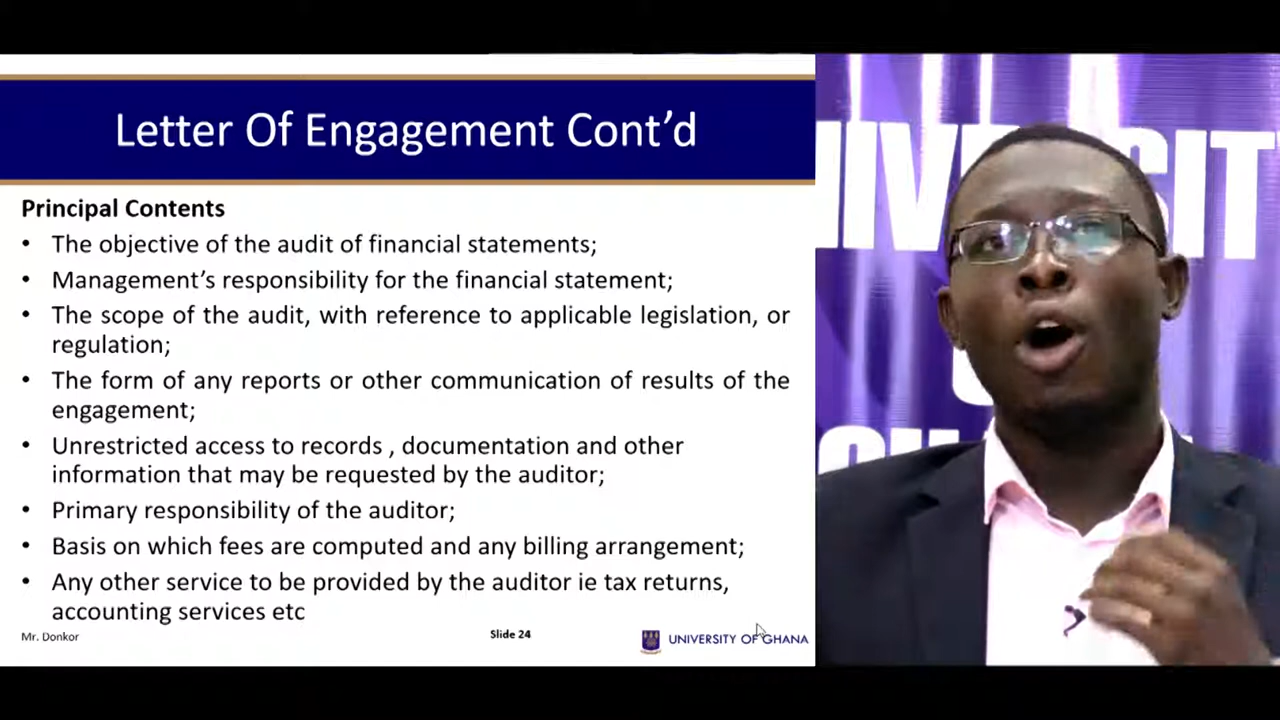 Letter Of Engagement Cont’d
Principal Contents
• The objective of the audit of financial statements;
• Management’s responsibility for the financial statement;
• The scope of the audit, with reference to applicable legislation, or
regulation;
• The form of any reports or other communication of results of the
engagement;
• Unrestricted access to records , documentation and other
information that may be requested by the auditor;
• Primary responsibility of the auditor;
• Basis on which fees are computed and any billing arrangement;
• Any other service to be provided by the auditor ie tax returns,
accounting services etc
Mr. Donkor
Slide 24
UNIVERSITY OF GHANA